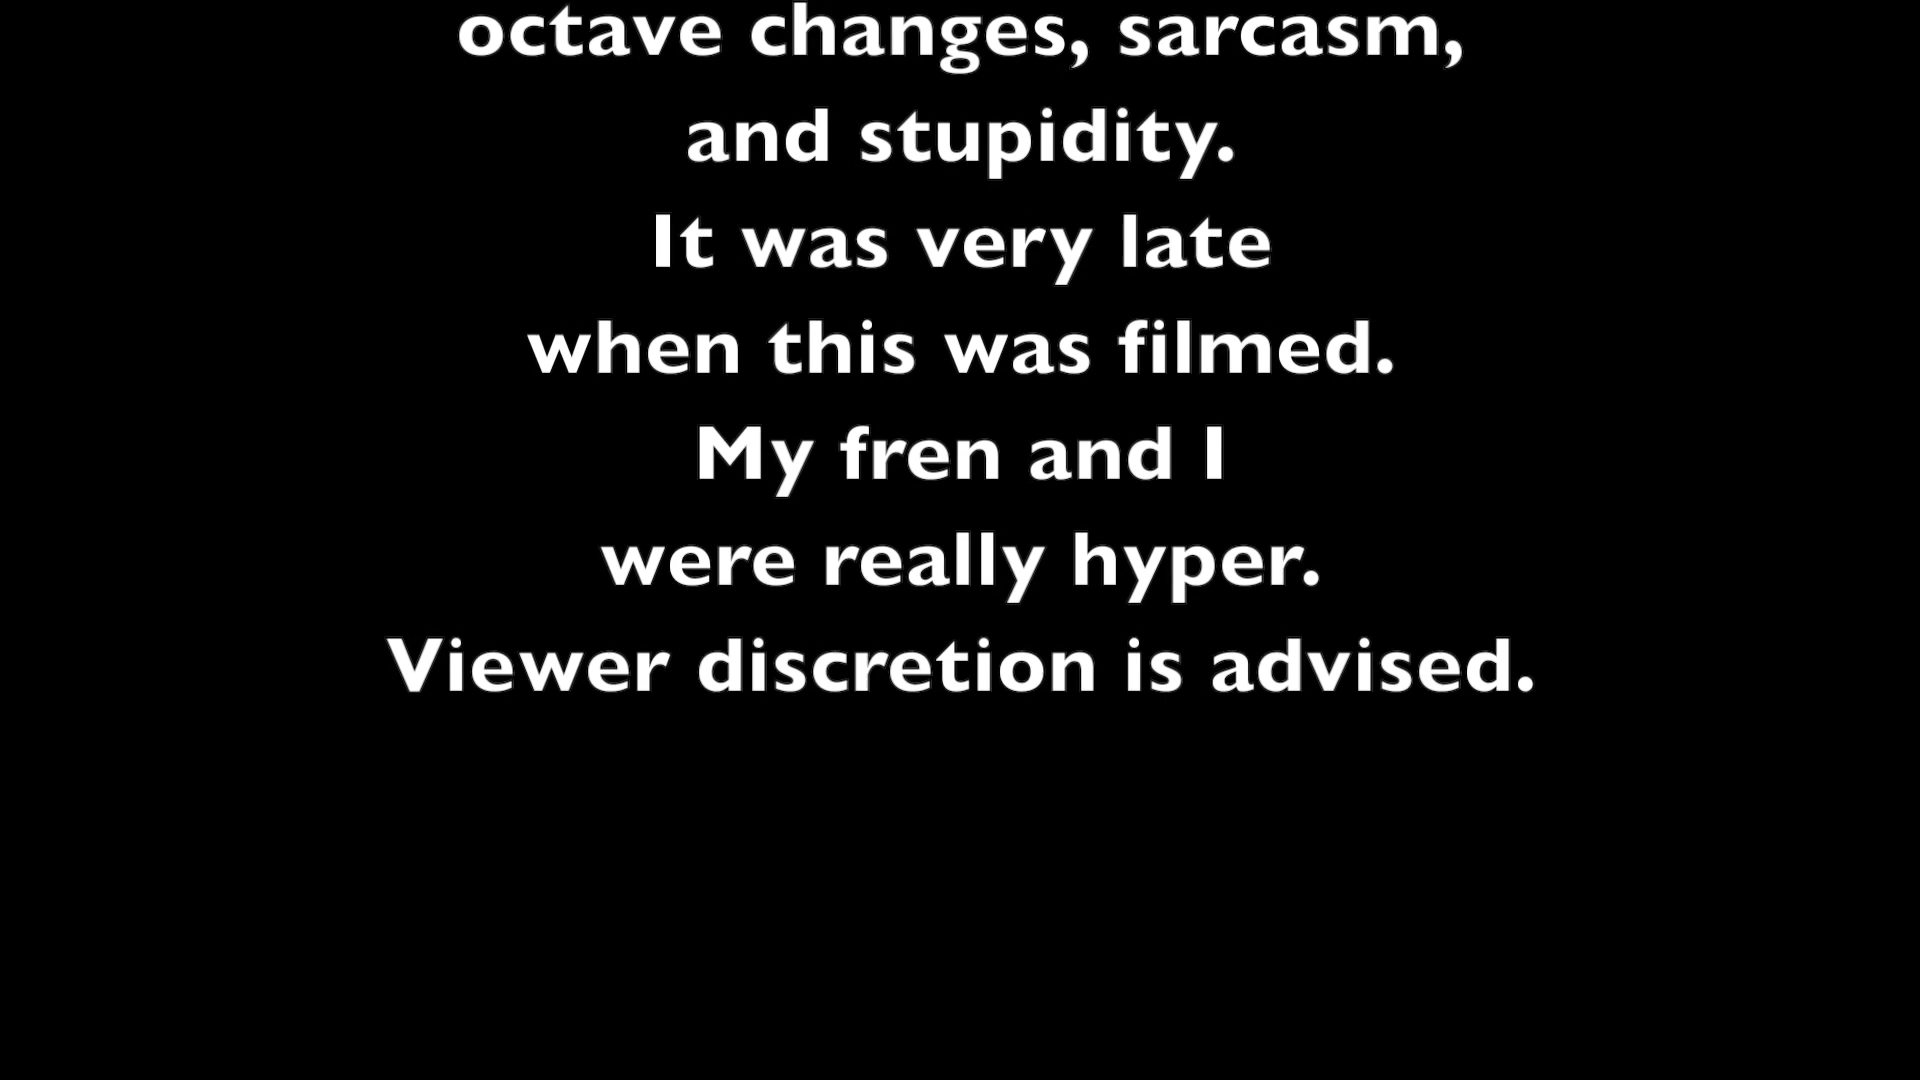 octave changes, sarcasm,
and stupidity.
It was very late
when this was filmed.
My fren and I
were really hyper.
Viewer discretion is advised.